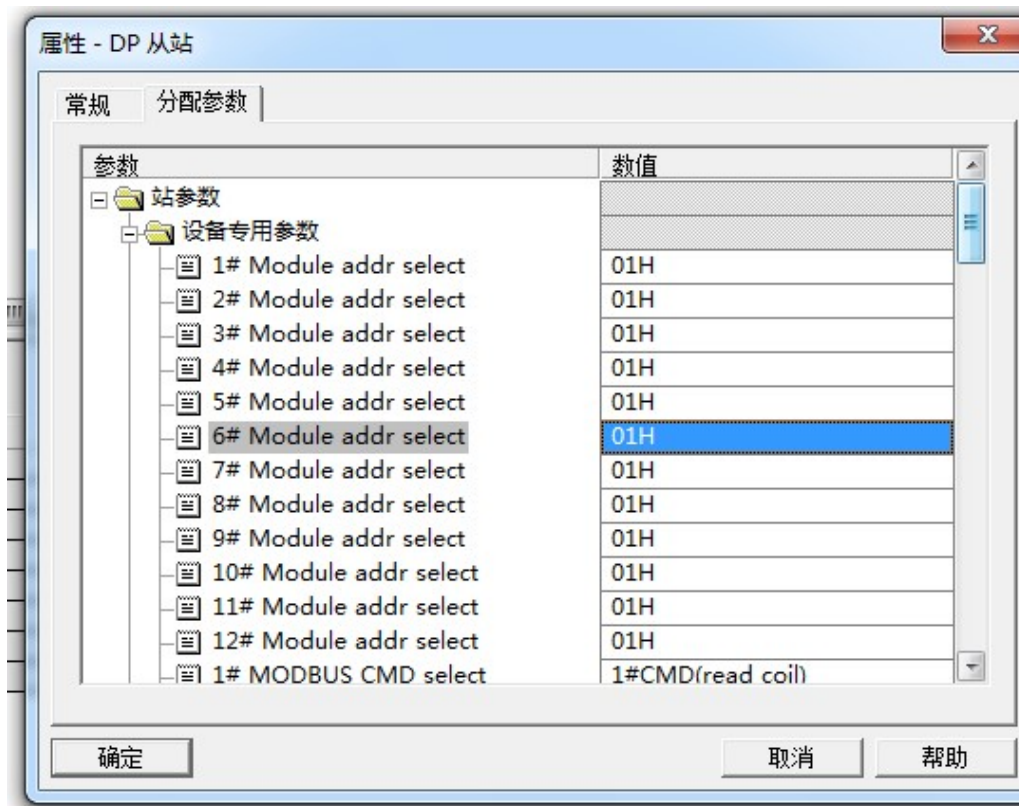 属性 - DP 从站
常规 分配参数
参数 数值
站参数
设备专用参数
1# Module addr select 01H
2# Module addr select 01H
3# Module addr select 01H
4# Module addr select 01H
5# Module addr select 01H
6# Module addr select 01H
7# Module addr select 01H
8# Module addr select 01H
9# Module addr select 01H
10# Module addr select 01H
11# Module addr select 01H
12# Module addr select 01H
1# MODBUS CMD select 1#CMD(read coil)
确定 取消 帮助